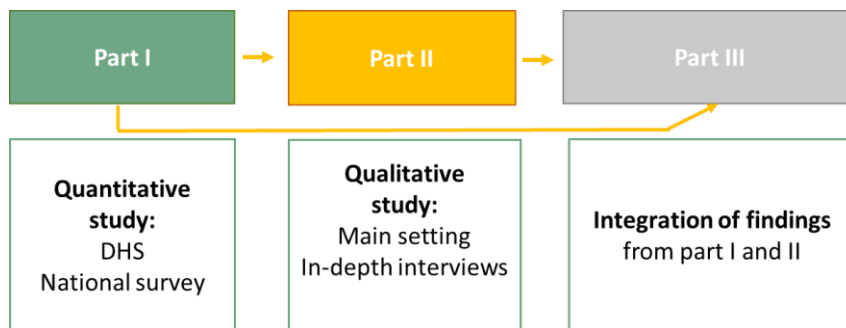 Part I
Part II
Part III
Quantitative
study:
DHS
National survey
Qualitative
study:
Main setting
In-depth interviews
Integration of findings
from part I and II